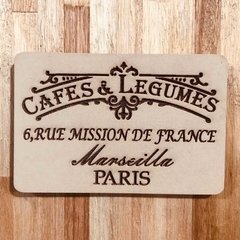 CAFES & LEGUMES
6,RUE MISSION DE FRANCE
Marseilla
PARIS